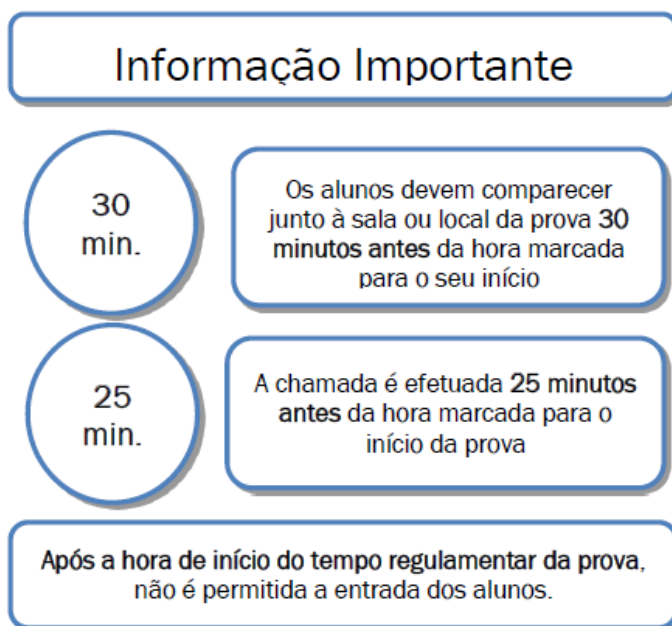 Informação Importante
30
min.
Os alunos devem comparecer
junto à sala ou local da prova 30
minutos antes da hora marcada
para o seu início
25
min.
A chamada é efetuada 25 minutos
antes da hora marcada para o
início da prova
Após a hora de início do tempo regulamentar da prova,
não é permitida a entrada dos alunos.